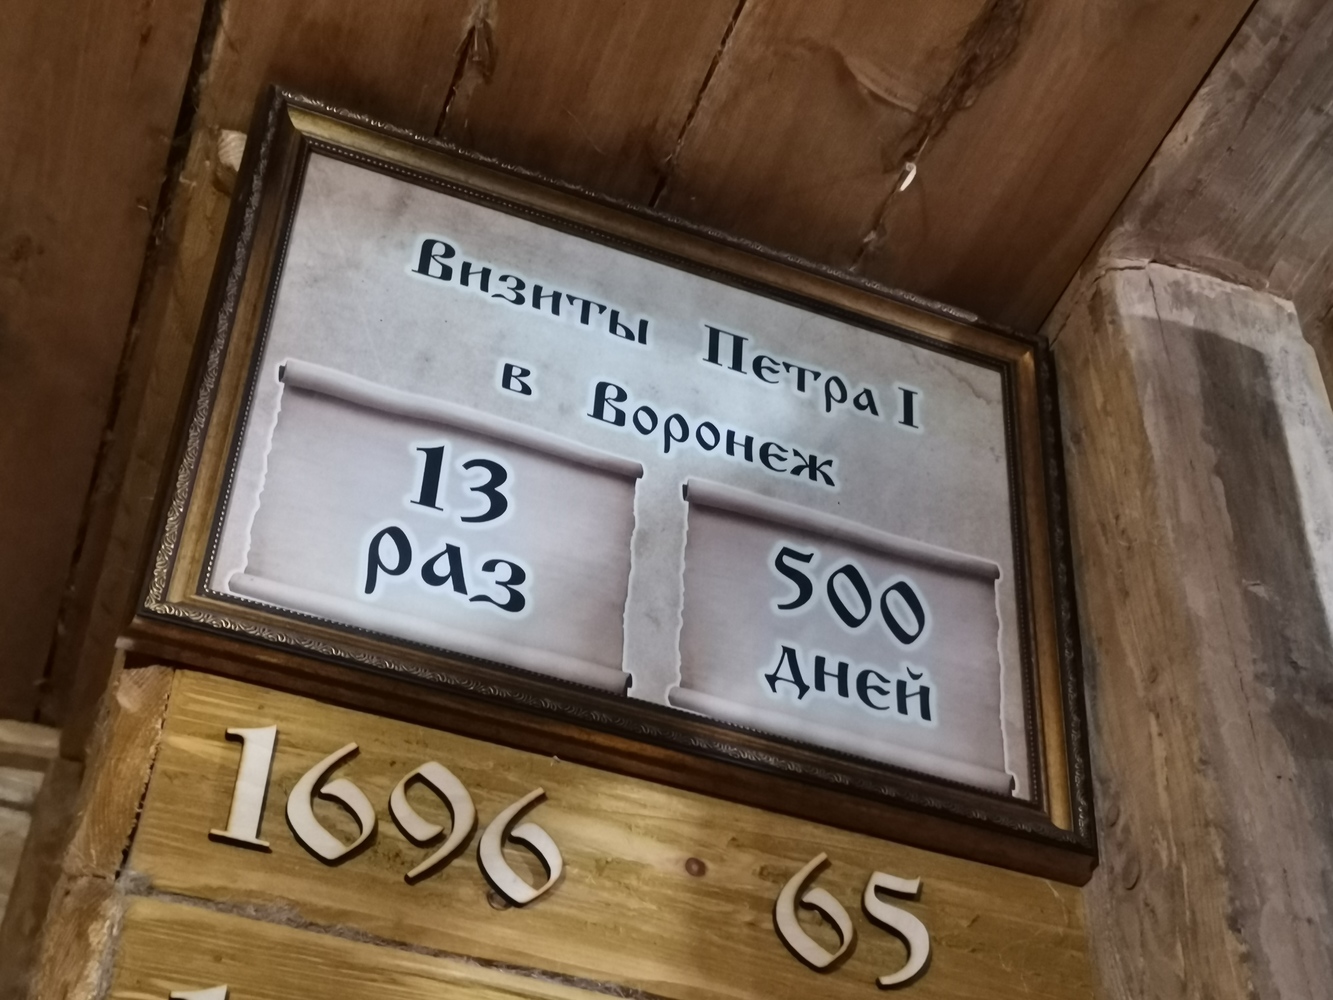 Визиты Петра I
в Воронеж
13
раз
500
дней
1696 65